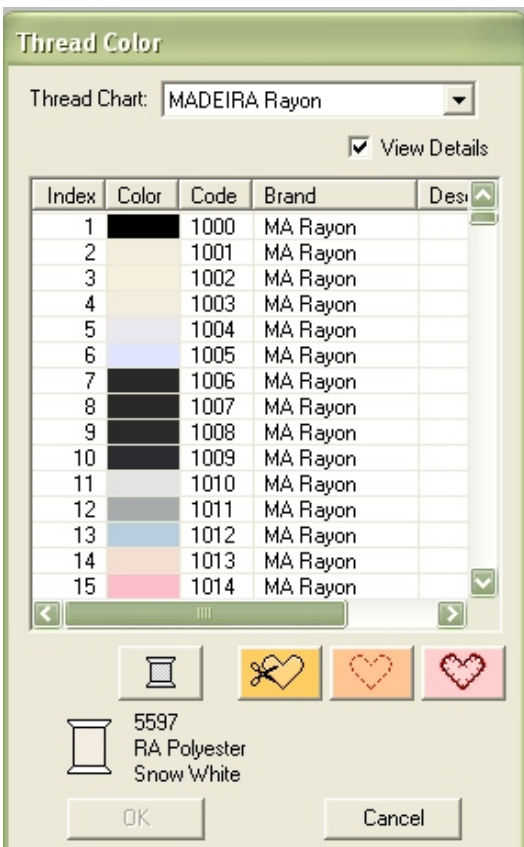 Thread Color
Thread Chart: MADEIRA Rayon
View Details
Index Color Code Brand Des
1 1000 MA Rayon
2 1001 MA Rayon
3 1002 MA Rayon
4 1003 MA Rayon
5 1004 MA Rayon
6 1005 MA Rayon
7 1006 MA Rayon
8 1007 MA Rayon
9 1008 MA Rayon
10 1009 MA Rayon
11 1010 MA Rayon
12 1011 MA Rayon
13 1012 MA Rayon
14 1013 MA Rayon
15 1014 MA Rayon
5597
RA Polyester
Snow White
OK Cancel